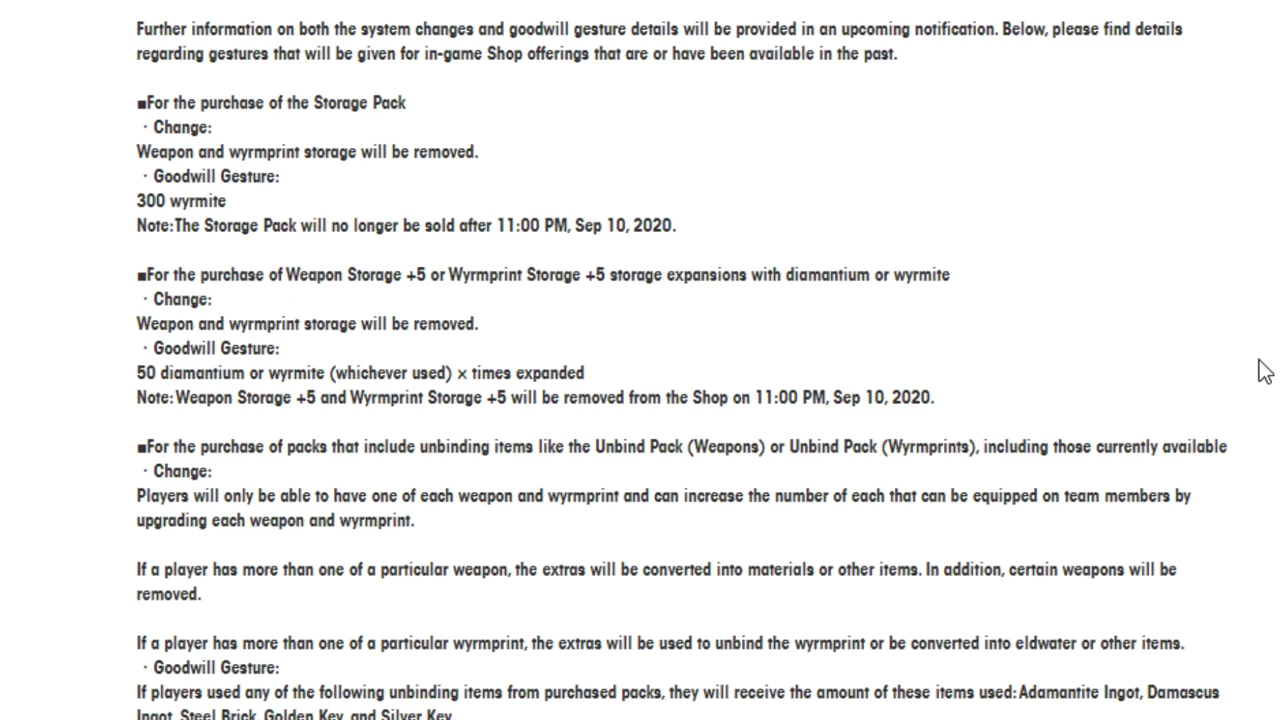 Further information on both the system changes and goodwill gesture details will be provided in an upcoming notification. Below, please find details
regarding gestures that will be given for in-game Shop offerings that are or have been available in the past.
■For the purchase of the Storage Pack
・Change:
Weapon and wyrmprint storage will be removed.
・Goodwill Gesture:
300 wyrmite
Note:The Storage Pack will no longer be sold after 11:00 PM, Sep 10, 2020.
■For the purchase of Weapon Storage +5 or Wyrmprint Storage +5 storage expansions with diamantium or wyrmite
・Change:
Weapon and wyrmprint storage will be removed.
・Goodwill Gesture:
50 diamantium or wyrmite (whichever used) × times expanded
Note:Weapon Storage +5 and Wyrmprint Storage +5 will be removed from the Shop on 11:00 PM, Sep 10, 2020.
■For the purchase of packs that include unbinding items like the Unbind Pack (Weapons) or Unbind Pack (Wyrmprints), including those currently available
・Change:
Players will only be able to have one of each weapon and wyrmprint and can increase the number of each that can be equipped on team members by
upgrading each weapon and wyrmprint.
If a player has more than one of a particular weapon, the extras will be converted into materials or other items. In addition, certain weapons will be
removed.
If a player has more than one of a particular wyrmprint, the extras will be used to unbind the wyrmprint or be converted into eldwater or other items.
・Goodwill Gesture:
If players used any of the following unbinding items from purchased packs, they will receive the amount of these items used:Adamantite Ingot, Damascus
Ingot, Steel Brick, Golden Key, and Silver Key